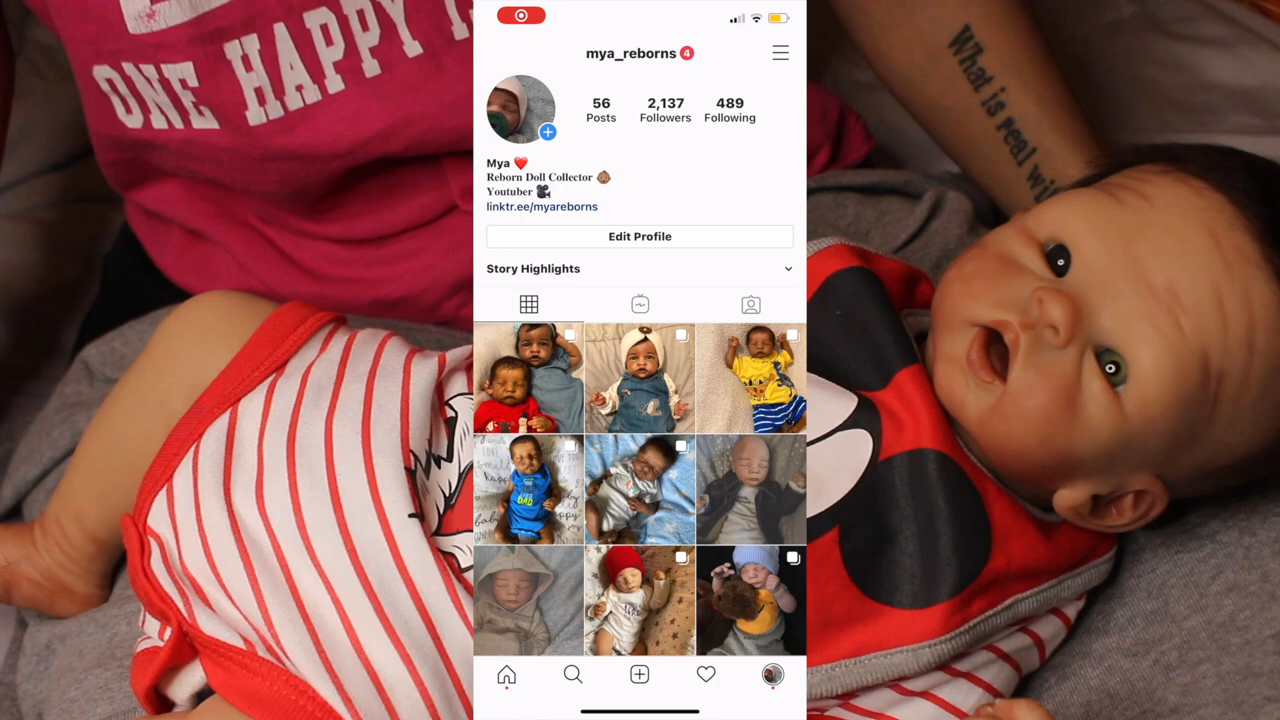 ONE HAPPY
mya_reborns 4
56
Posts
2,137
Followers
489
Following
Mya ❤️
Reborn Doll Collector 👶🏽
Youtuber 🎥
linktr.ee/myareborns
Edit Profile
Story Highlights
DAD
What is real